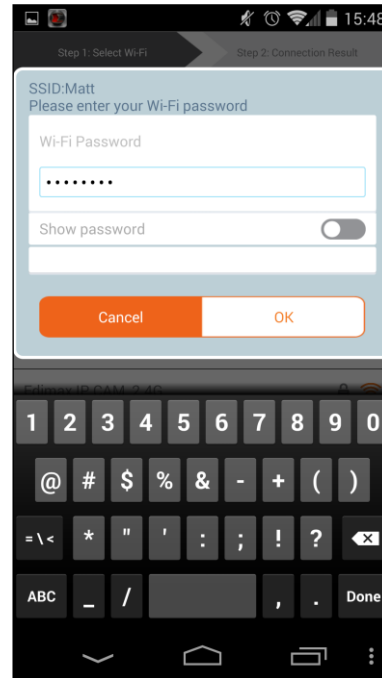 15:48
Step 1: Select Wi-Fi Step 2: Connection Result
SSID:Matt
Please enter your Wi-Fi password
Wi-Fi Password
........
Show password
Cancel OK
Edimax IP CAM 2.4G
1 2 3 4 5 6 7 8 9 0
@ # $ % & - + ( )
= \ < * " ' : ; ! ?
ABC _ / , . Done